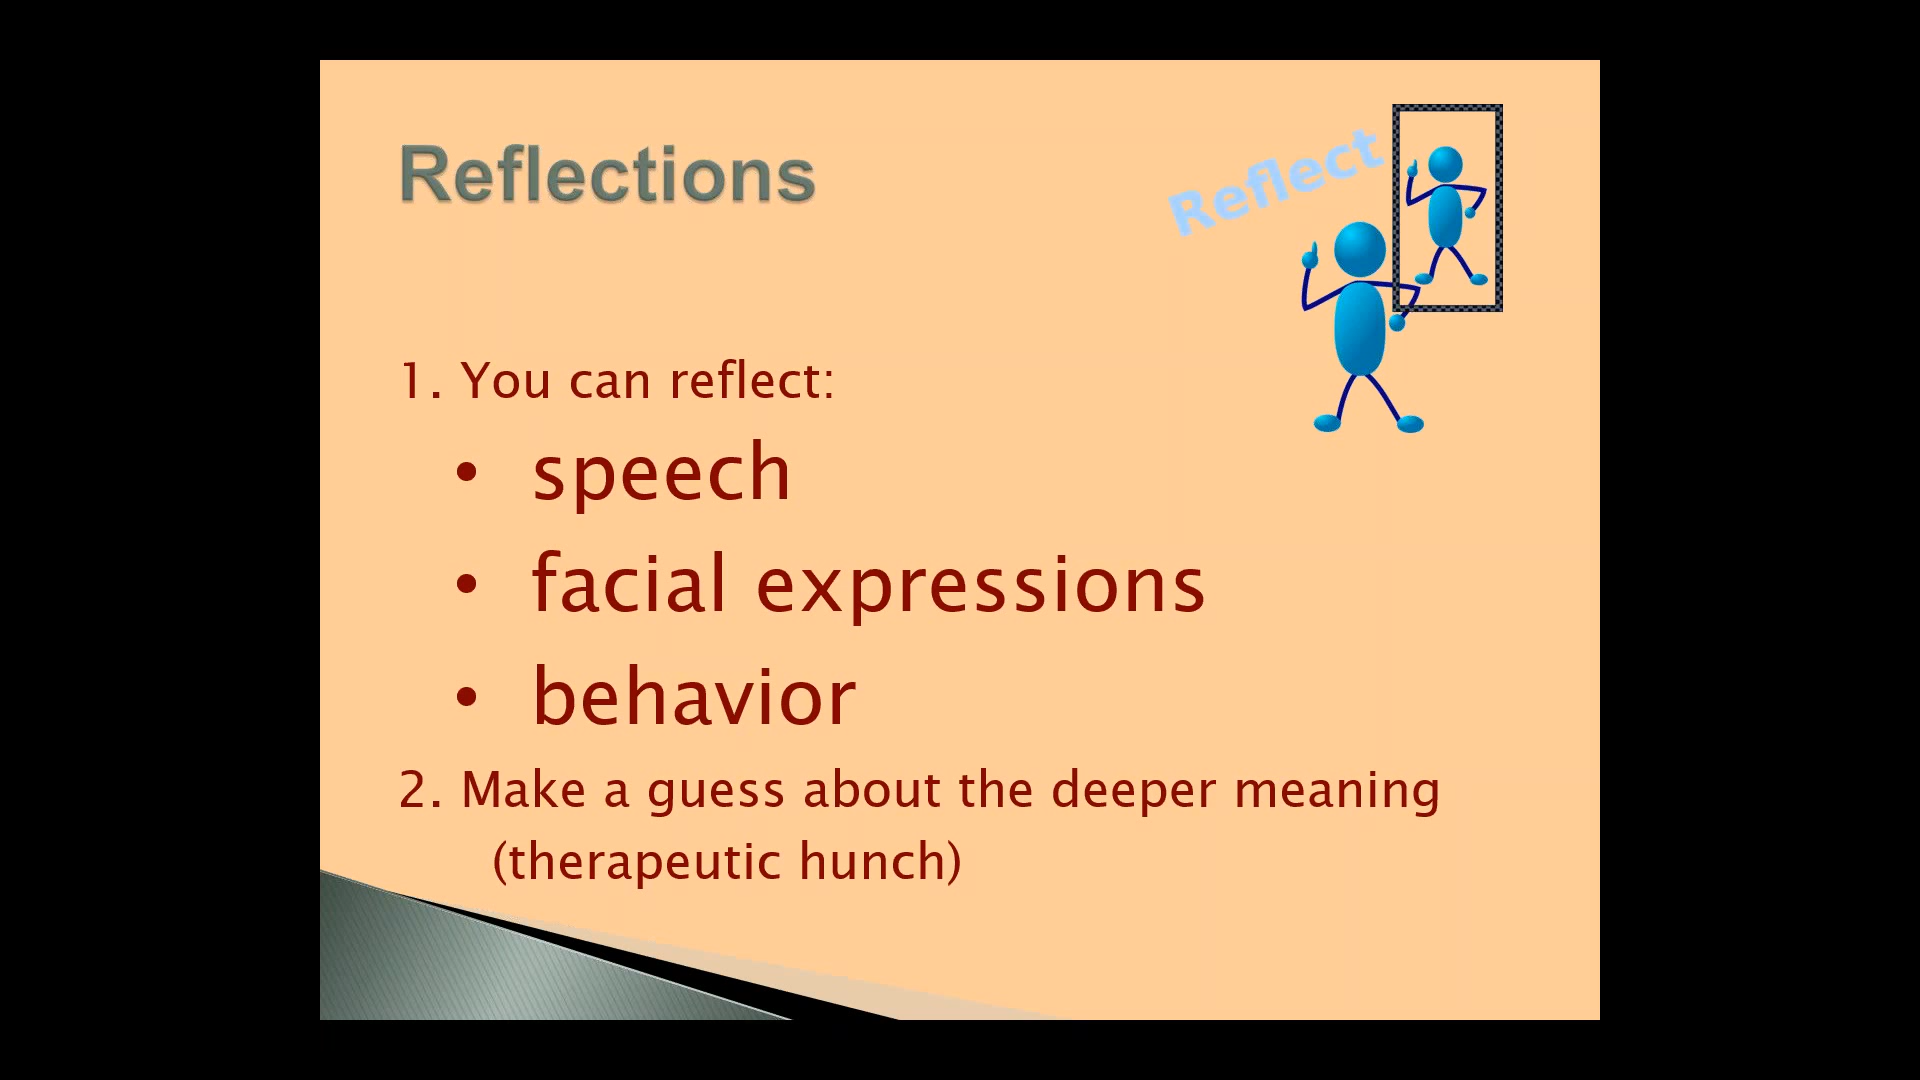 Reflections
Reflect
1. You can reflect:
• speech
• facial expressions
• behavior
2. Make a guess about the deeper meaning
(therapeutic hunch)